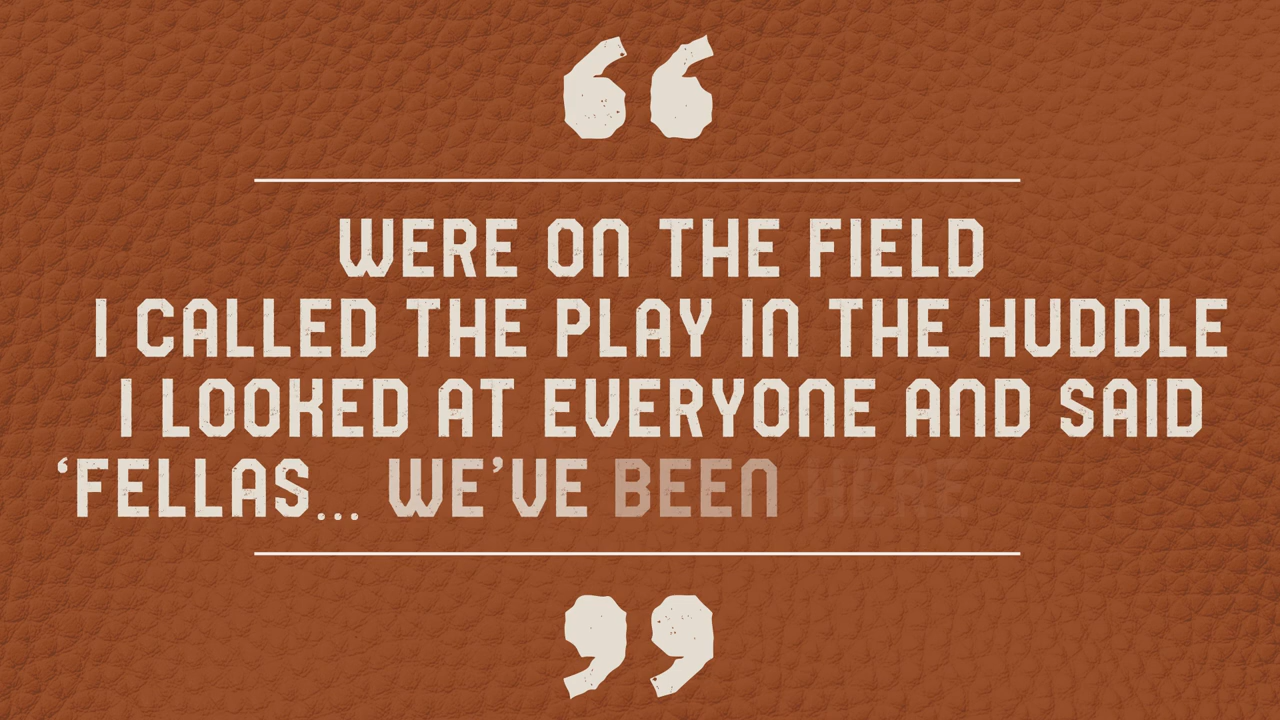 WERE ON THE FIELD
I CALLED THE PLAY IN THE HUDDLE
I LOOKED AT EVERYONE AND SAID
‘FELLAS... WE’VE BEEN